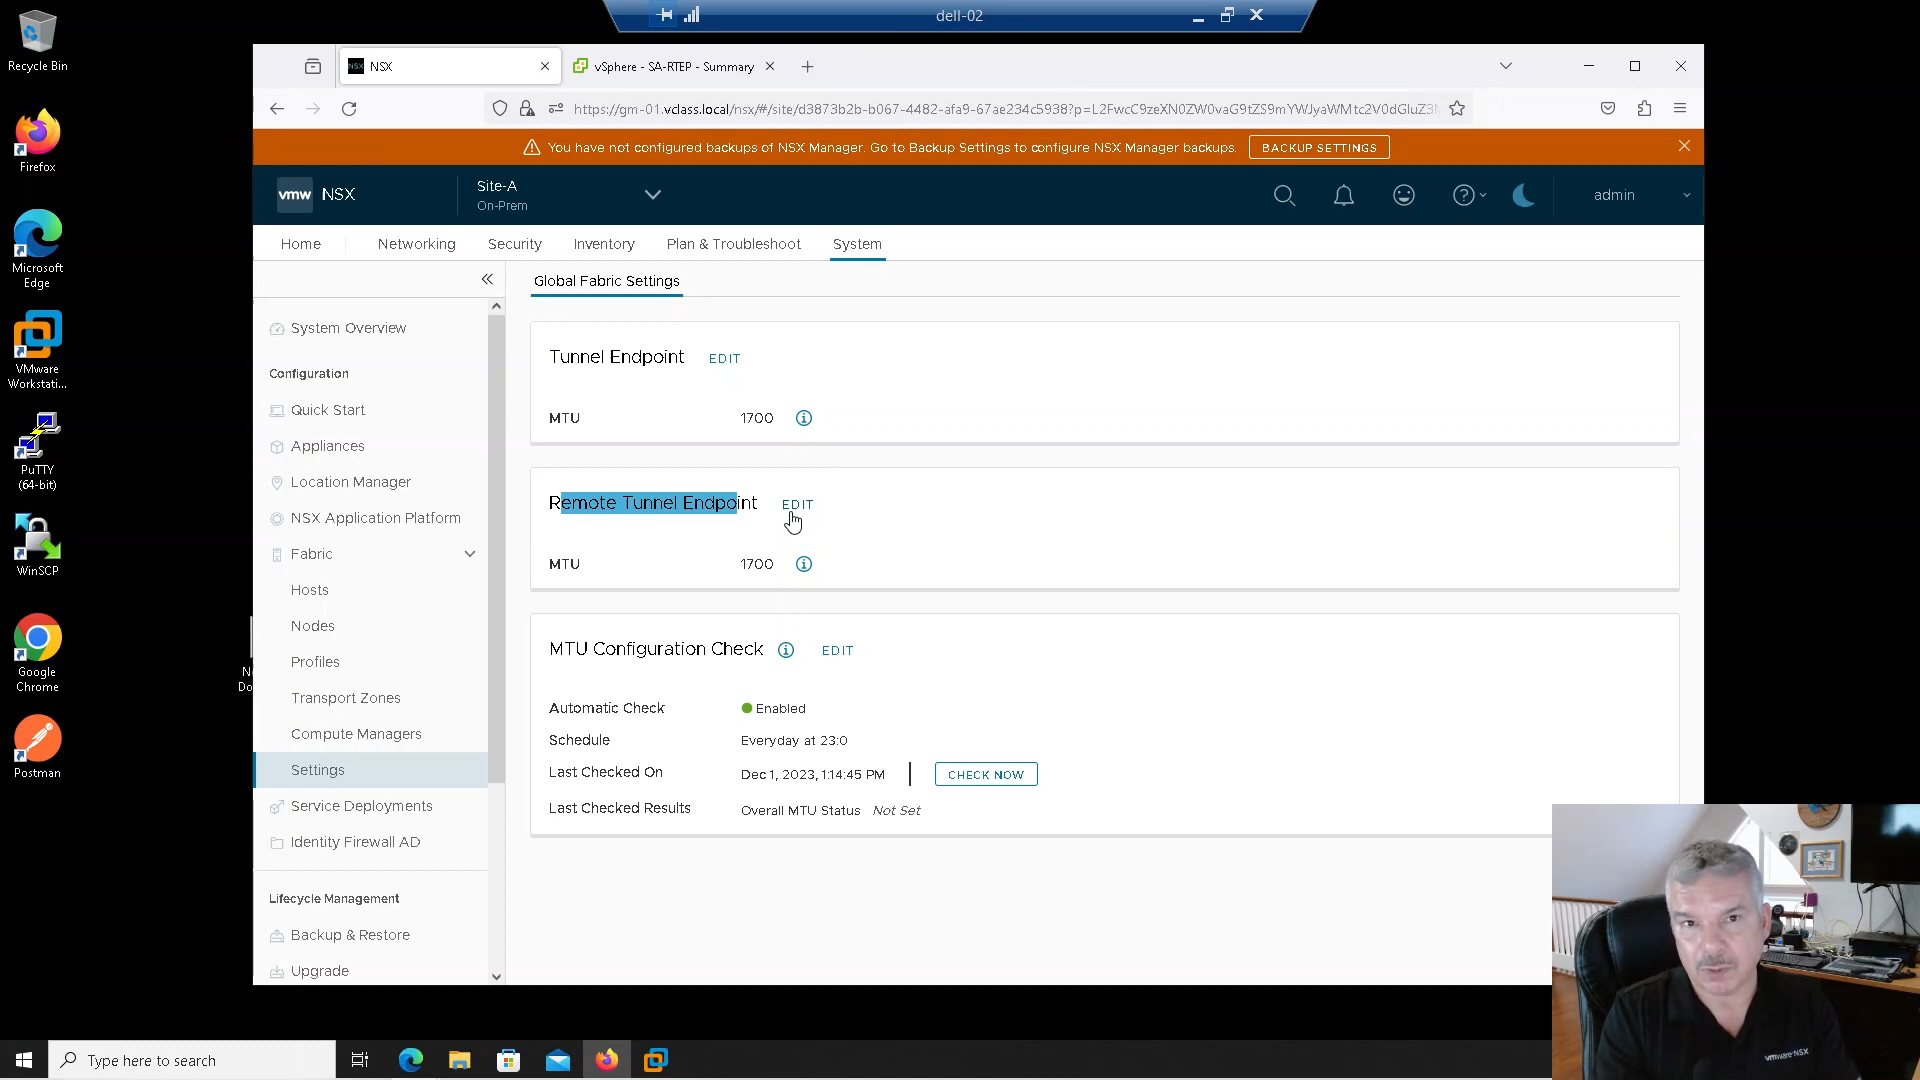 dell-02
Recycle Bin
Firefox
Microsoft
Edge
VMware
Workstati...
PuTTY
(64-bit)
WinSCP
Google
Chrome
Postman
NSX
vSphere - SA-RTEP - Summary
https://gm-01.vclass.local/nsx/#/site/d3873b2b-b067-4482-afa9-67ae234c5938?p=L2FwcC9zeXN0ZW0vaG9tZS9mYWJyaWMtc2V0dGluZ3M
You have not configured backups of NSX Manager. Go to Backup Settings to configure NSX Manager backups.
BACKUP SETTINGS
vmw NSX
Site-A
On-Prem
admin
Home
Networking
Security
Inventory
Plan & Troubleshoot
System
System Overview
Configuration
Quick Start
Appliances
Location Manager
NSX Application Platform
Fabric
Hosts
Nodes
Profiles
Transport Zones
Compute Managers
Settings
Service Deployments
Identity Firewall AD
Lifecycle Management
Backup & Restore
Upgrade
Global Fabric Settings
Tunnel Endpoint EDIT
MTU 1700
Remote Tunnel Endpoint EDIT
MTU 1700
MTU Configuration Check EDIT
Automatic Check Enabled
Schedule Everyday at 23:0
Last Checked On Dec 1, 2023, 1:14:45 PM CHECK NOW
Last Checked Results Overall MTU Status Not Set
vmware NSX
Type here to search